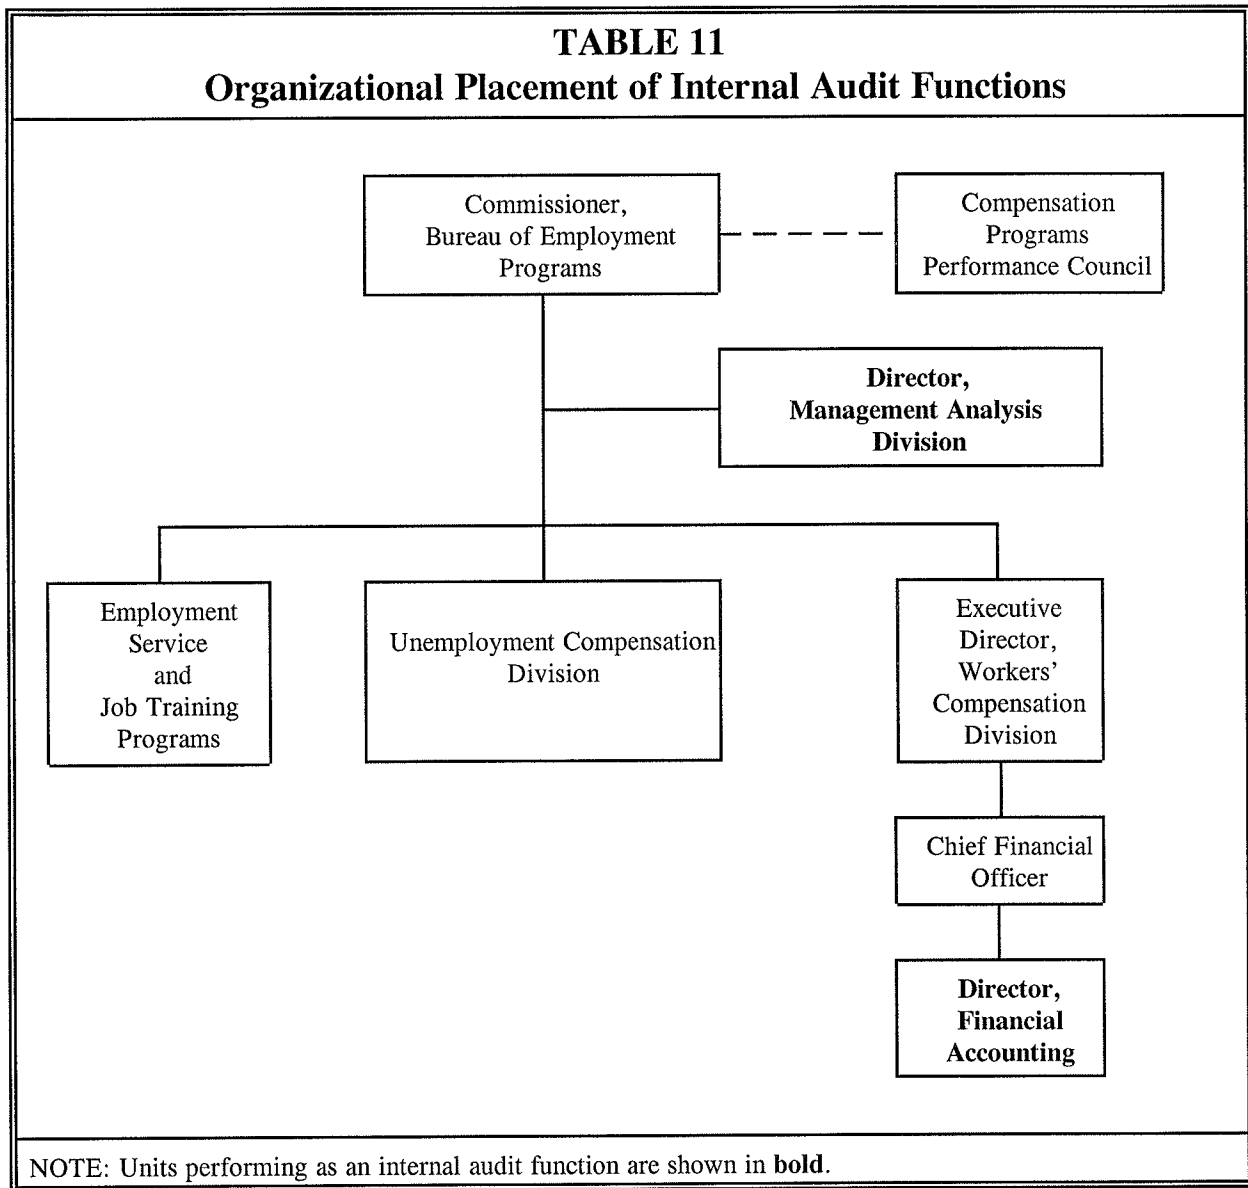 TABLE 11
Organizational Placement of Internal Audit Functions
Commissioner,
Bureau of Employment
Programs
Compensation
Programs
Performance Council
Director,
Management Analysis
Division
Employment
Service
and
Job Training
Programs
Unemployment Compensation
Division
Executive
Director,
Workers'
Compensation
Division
Chief Financial
Officer
Director,
Financial
Accounting
NOTE: Units performing as an internal audit function are shown in bold.